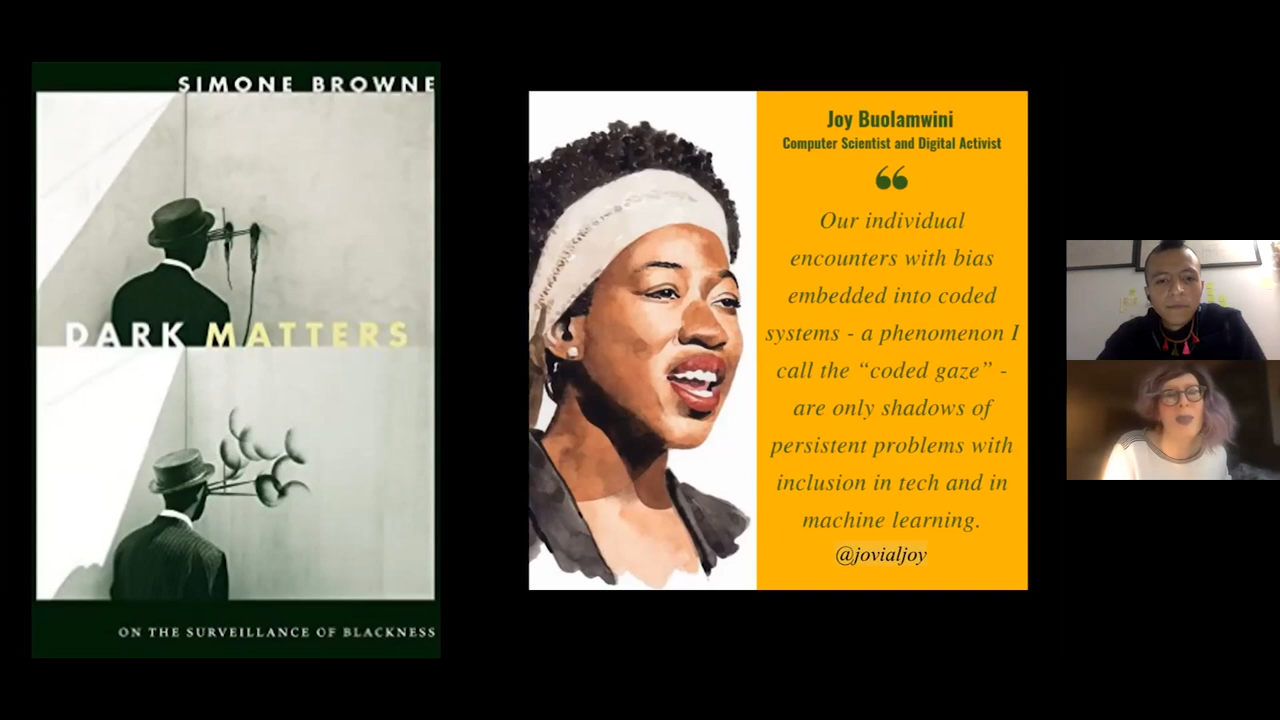 SIMONE BROWNE
DARK MATTERS
ON THE SURVEILLANCE OF BLACKNESS
Joy Buolamwini
Computer Scientist and Digital Activist
“
Our individual
encounters with bias
embedded into coded
systems - a phenomenon I
call the “coded gaze” -
are only shadows of
persistent problems with
inclusion in tech and in
machine learning.
@jovialjoy